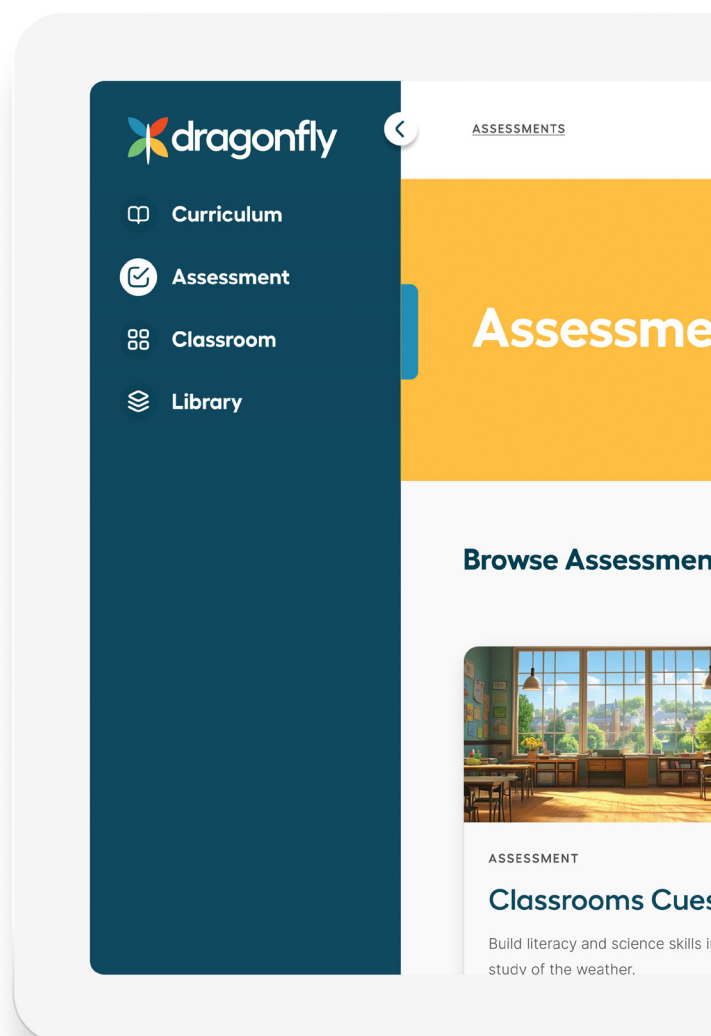 dragonfly
Curriculum
Assessment
Classroom
Library
ASSESSMENTS
Assessme
Browse Assessmen
ASSESSMENT
Classrooms Cues
Build literacy and science skills i
study of the weather.